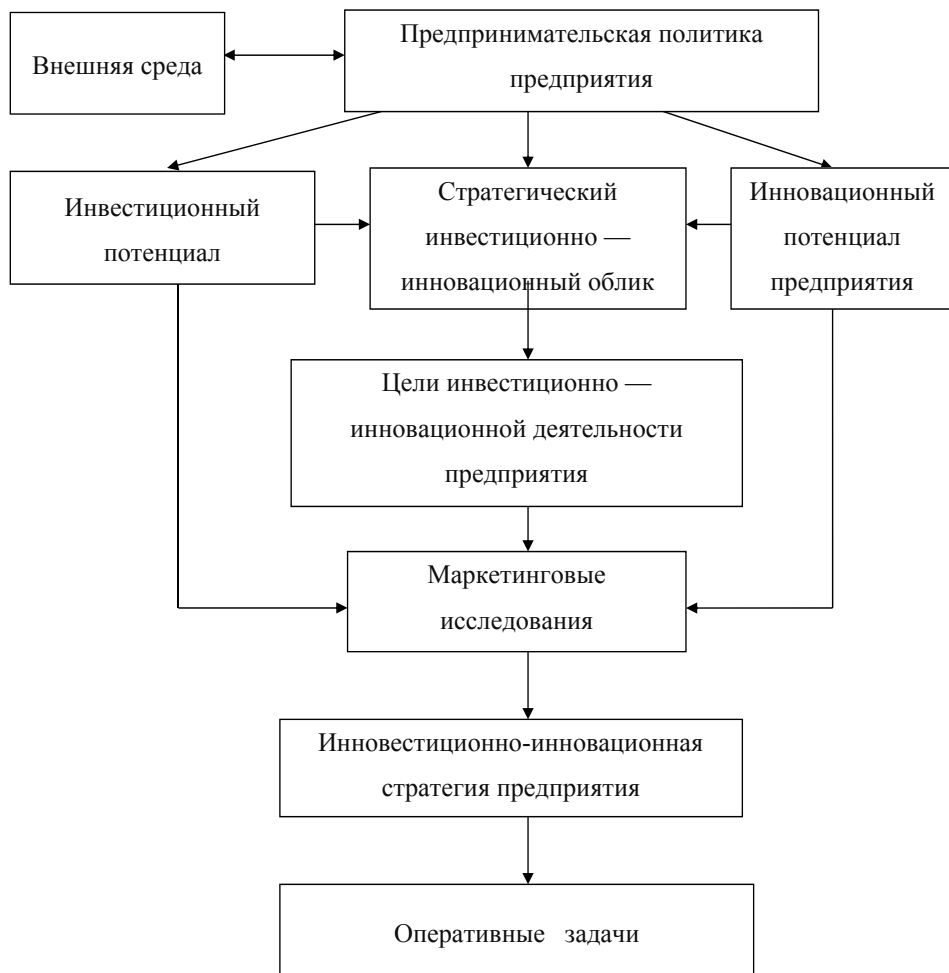 Внешняя среда
Предпринимательская политика
предприятия
Инвестиционный
потенциал
Стратегический
инвестиционно —
инновационный облик
Инновационный
потенциал
предприятия
Цели инвестиционно —
инновационной деятельности
предприятия
Маркетинговые
исследования
Инновестиционно-инновационная
стратегия предприятия
Оперативные задачи